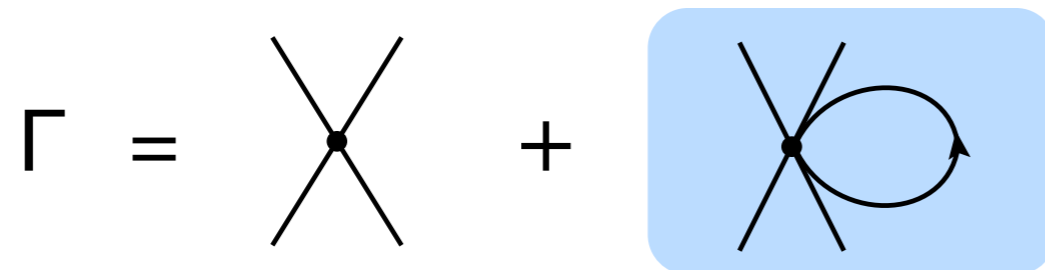 Γ = +